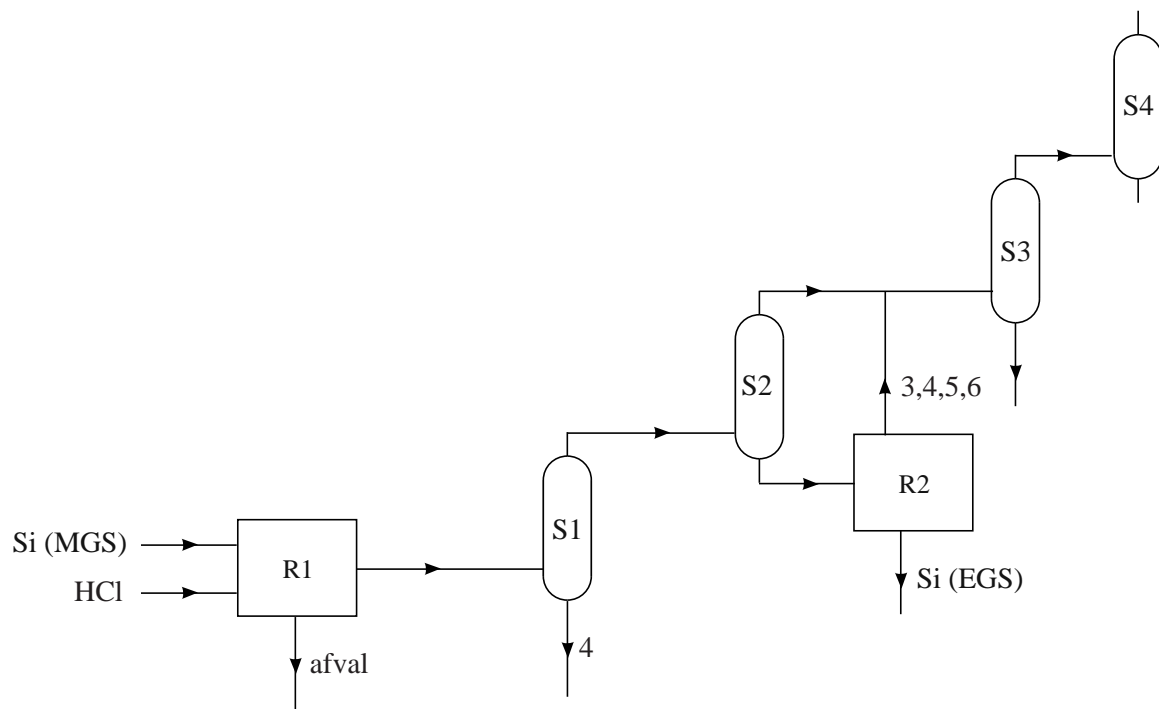 S4
S3
S2
3,4,5,6
R2
S1
Si (MGS)
R1
Si (EGS)
HCl
4
afval